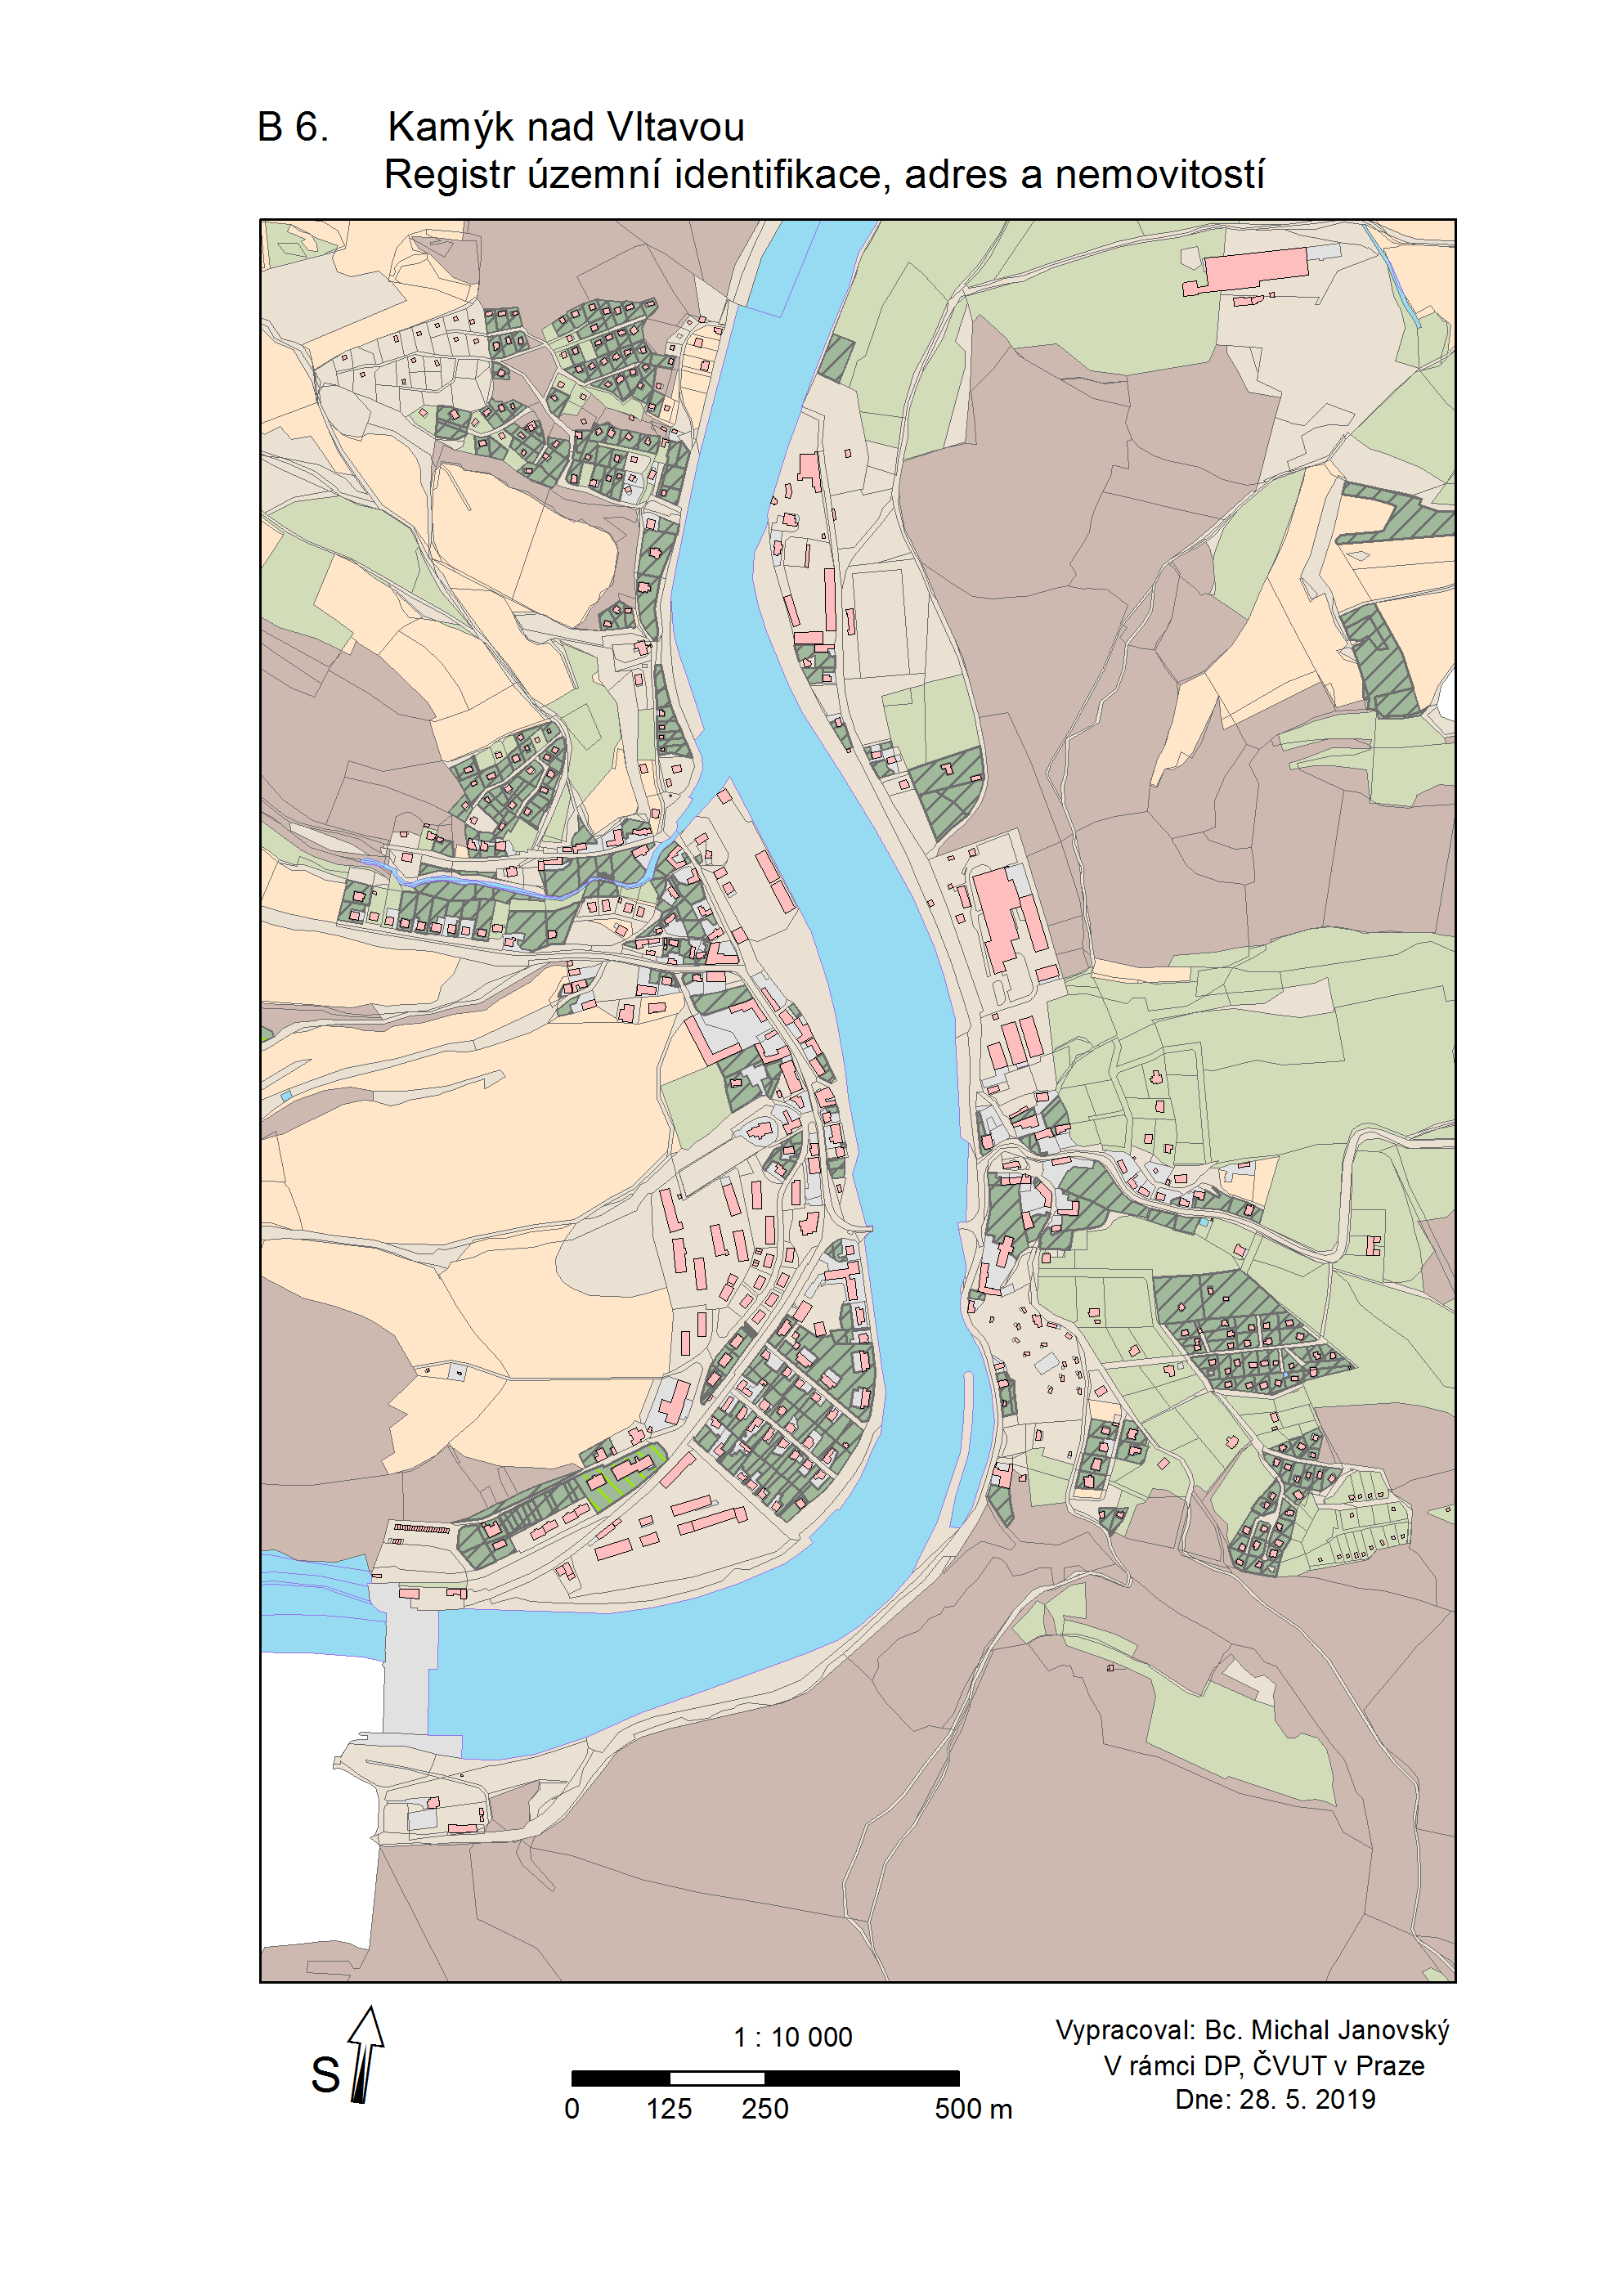 B 6. Kamýk nad Vltavou
Registr územní identifikace, adres a nemovitostí
S
1 : 10 000
0 125 250 500 m
Vypracoval: Bc. Michal Janovský
V rámci DP, ČVUT v Praze
Dne: 28. 5. 2019